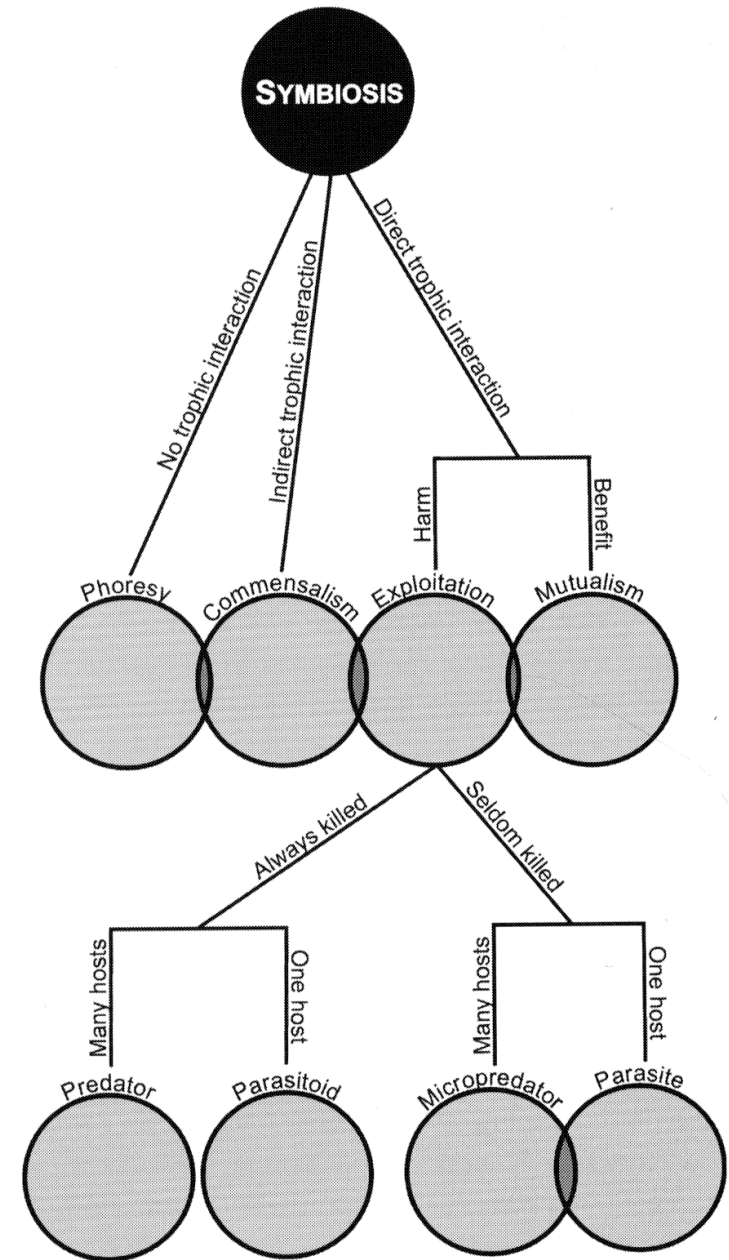 SYMBIOSIS
No trophic interaction
Indirect trophic interaction
Direct trophic interaction
Harm
Benefit
Phoresy
Commensalism
Exploitation
Mutualism
Always killed
Seldom killed
Many hosts
One host
Many hosts
One host
Predator
Parasitoid
Micropredator
Parasite